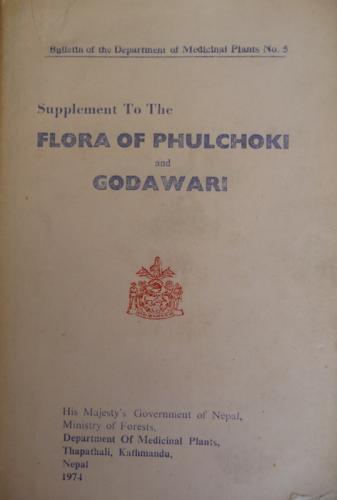 Bulletin of the Department of Medicinal Plants No. 5
Supplement To The
FLORA OF PHULCHOKI
and
GODAWARI
His Majesty's Government of Nepal,
Ministry of Forests,
Department Of Medicinal Plants,
Thapathali, Kathmandu,
Nepal
1974